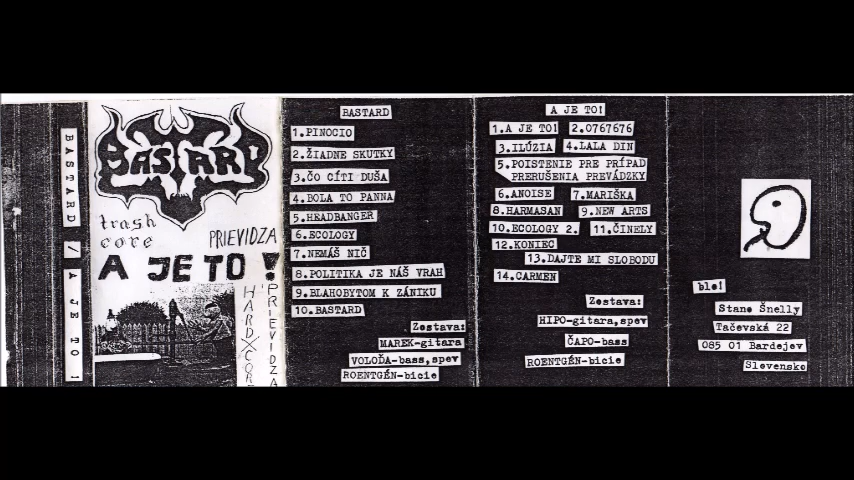 BASTARD / A JE TO !
BASTARD
trash
core
PRIEVIDZA
A JE TO !
HARD X CORE
PRIEVIDZA
BASTARD
1.PINOCIO
2.ŽIADNE SKUTKY
3.ČO CÍTI DUŠA
4.BOLA TO PANNA
5.HEADBANGER
6.ECOLOGY
7.NEMÁŠ NIČ
8.POLITIKA JE NÁŠ VRAH
9.BLAHOBYTOM K ZÁNIKU
10.BASTARD
Zostava:
MAREK-gitara
VOLOĎA-bass,spev
ROENTGÉN-bicie
A JE TO!
1.A JE TO! 2.0767676
3.ILÚZIA 4.LALA DIN
5.POISTENIE PRE PRÍPAD
PRERUŠENIA PREVÁDZKY
6.ANOISE 7.MARIŠKA
8.HARMASAN 9.NEW ARTS
10.ECOLOGY 2. 11.ČINELY
12.KONIEC
13.DAJTE MI SLOBODU
14.CARMEN
Zostava:
HIPO-gitara,spev
ČAPO-bass
ROENTGÉN-bicie
ble!
Stano Šnelly
Tačevská 22
085 01 Bardejov
Slovensko